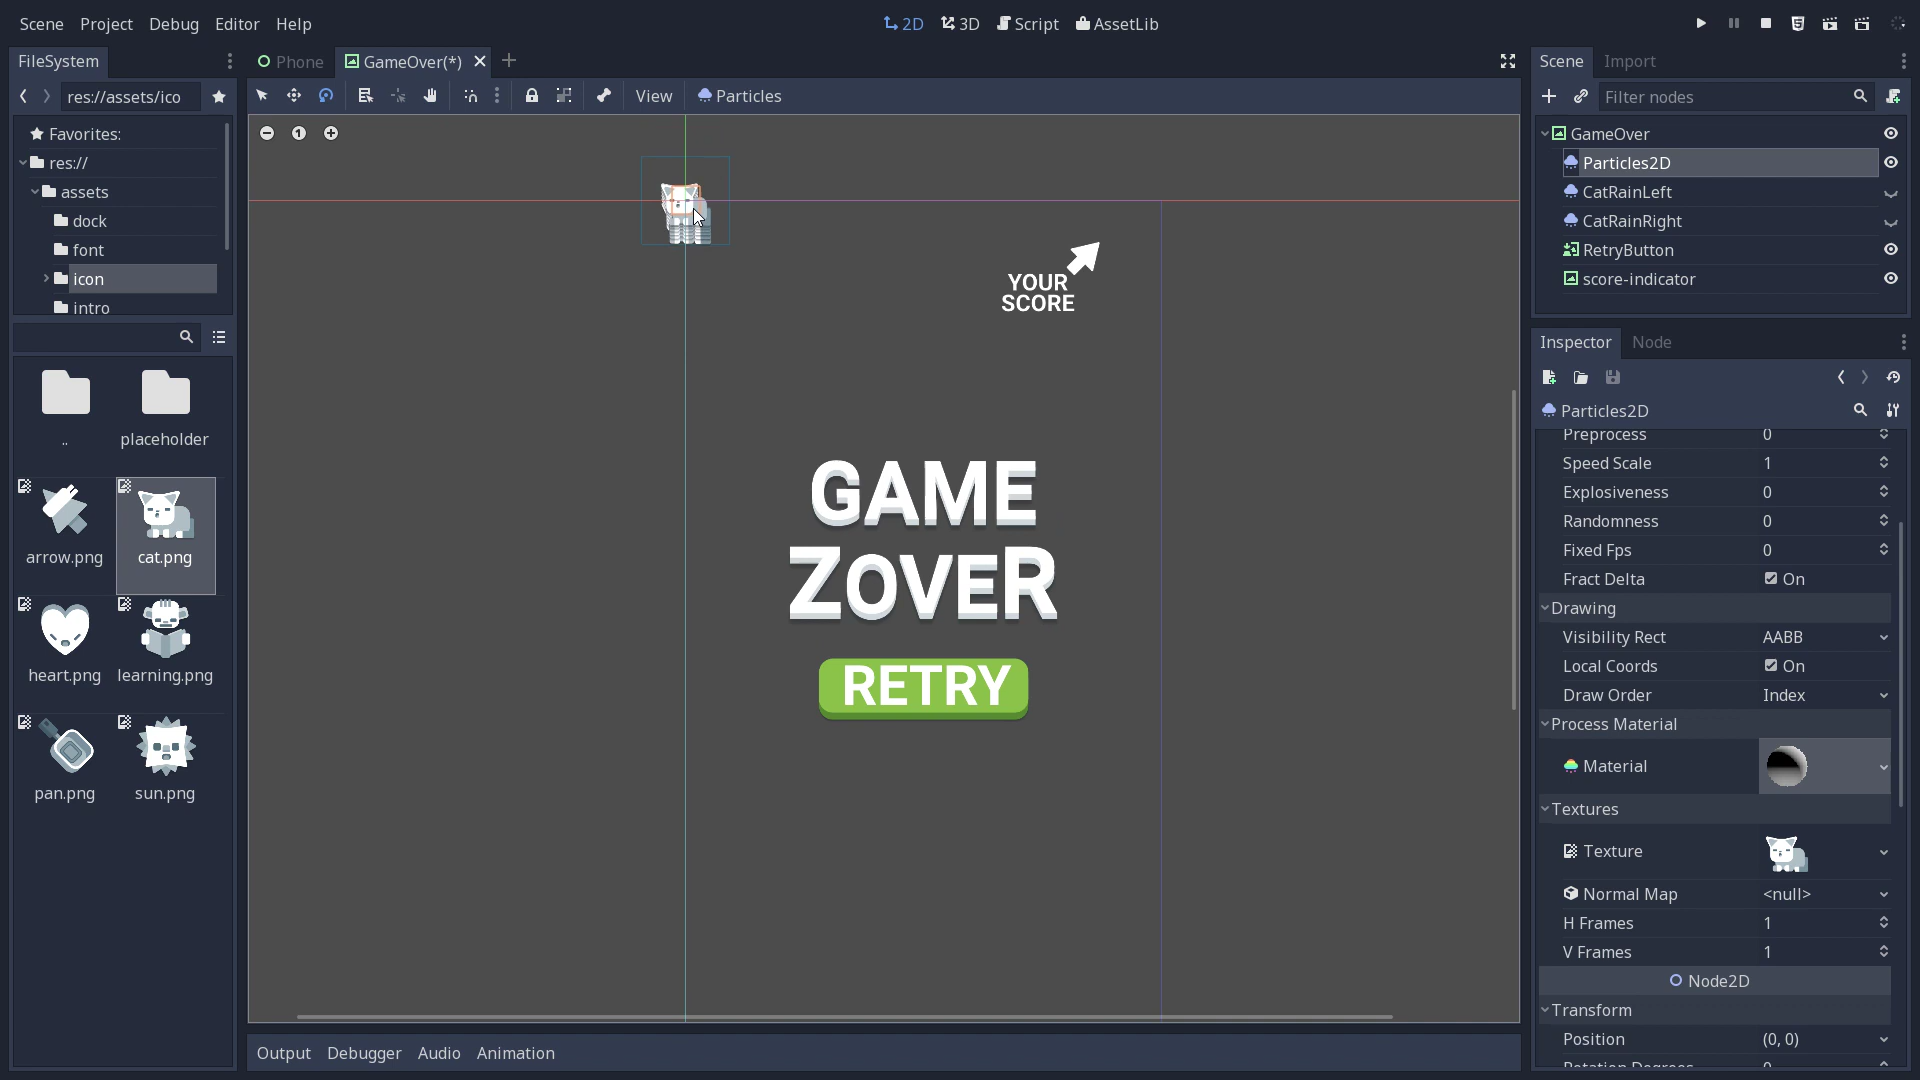 Scene Project Debug Editor Help
2D 3D Script AssetLib
FileSystem
res://assets/ico
Favorites:
res://
assets
dock
font
icon
intro
..
placeholder
arrow.png
cat.png
heart.png
learning.png
pan.png
sun.png
Phone
GameOver(*)
View
Particles
1
YOUR
SCORE
GAME
ZOVER
RETRY
Output Debugger Audio Animation
Scene Import
Filter nodes
GameOver
Particles2D
CatRainLeft
CatRainRight
RetryButton
score-indicator
Inspector Node
Particles2D
Preprocess 0
Speed Scale 1
Explosiveness 0
Randomness 0
Fixed Fps 0
Fract Delta On
Drawing
Visibility Rect AABB
Local Coords On
Draw Order Index
Process Material
Material
Textures
Texture
Normal Map <null>
H Frames 1
V Frames 1
Node2D
Transform
Position (0, 0)
Rotation Degrees 0